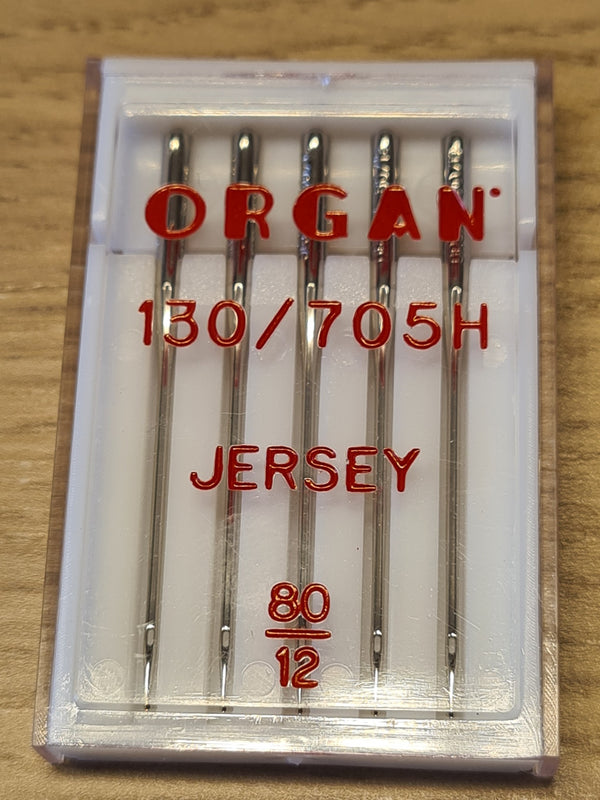 ORGAN
130/705H
JERSEY
80
12